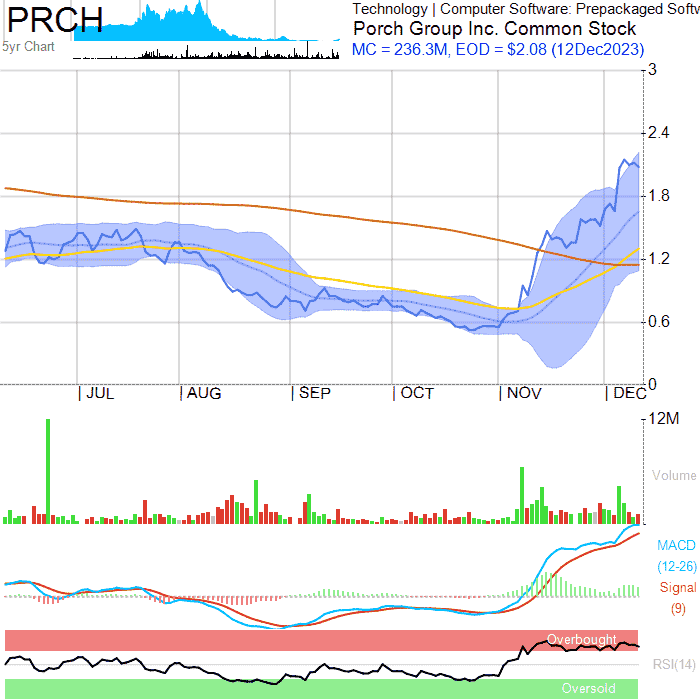 PRCH
5yr Chart
Technology | Computer Software: Prepackaged Softw
Porch Group Inc. Common Stock
MC = 236.3M, EOD = $2.08 (12Dec2023)
3
2.4
1.8
1.2
0.6
0
| JUL | AUG | SEP | OCT | NOV | DEC
12M
Volume
MACD
(12-26)
Signal
(9)
Overbought
RSI(14)
Oversold